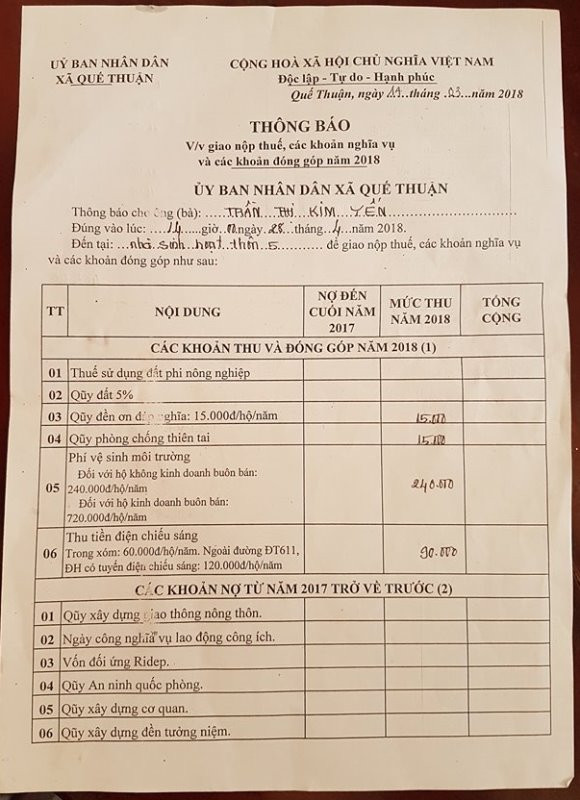 UỶ BAN NHÂN DÂN
XÃ QUẾ THUẬN
CỘNG HOÀ XÃ HỘI CHỦ NGHĨA VIỆT NAM
Độc lập - Tự do - Hạnh phúc
Quế Thuận, ngày 19...tháng .03...năm 2018
THÔNG BÁO
V/v giao nộp thuế, các khoản nghĩa vụ
và các khoản đóng góp năm 2018
ỦY BAN NHÂN DÂN XÃ QUẾ THUẬN
Thông báo cho ông (bà): ......TRẦN THỊ KIM YẾN..................
Đúng vào lúc: ...14......giờ.00ngày.28...tháng...4...năm 2018.
Đến tại: ...nhà sinh hoạt thôn 5........... để giao nộp thuế, các khoản nghĩa vụ
và các khoản đóng góp như sau:
TT NỘI DUNG NỢ ĐẾN CUỐI NĂM 2017 MỨC THU NĂM 2018 TỔNG CỘNG
CÁC KHOẢN THU VÀ ĐÓNG GÓP NĂM 2018 (1)
01 Thuế sử dụng đất phi nông nghiệp
02 Qũy đất 5%
03 Qũy đền ơn đáp nghĩa: 15.000đ/hộ/năm 15.000
04 Qũy phòng chống thiên tai 15.000
05 Phí vệ sinh môi trường
Đối với hộ không kinh doanh buôn bán:
240.000đ/hộ/năm 240.000
Đối với hộ kinh doanh buôn bán:
720.000đ/hộ/năm
06 Thu tiền điện chiếu sáng
Trong xóm: 60.000đ/hộ/năm. Ngoài đường ĐT611, 90.000
ĐH có tuyến điện chiếu sáng: 120.000đ/hộ/năm
CÁC KHOẢN NỢ TỪ NĂM 2017 TRỞ VỀ TRƯỚC (2)
01 Qũy xây dựng giao thông nông thôn.
02 Ngày công nghĩa vụ lao động công ích.
03 Vốn đối ứng Ridep.
04 Qũy An ninh quốc phòng.
05 Qũy xây dựng cơ quan.
06 Qũy xây dựng đền tưởng niệm.